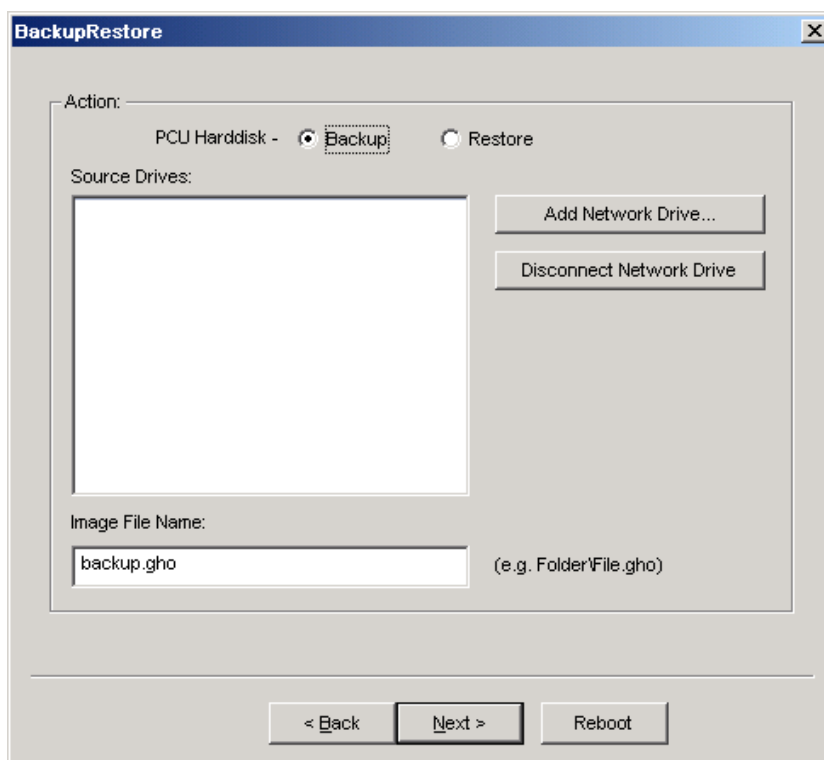 BackupRestore
Action:
PCU Harddisk - Backup Restore
Source Drives:
Add Network Drive...
Disconnect Network Drive
Image File Name:
backup.gho (e.g. Folder\File.gho)
< Back Next > Reboot